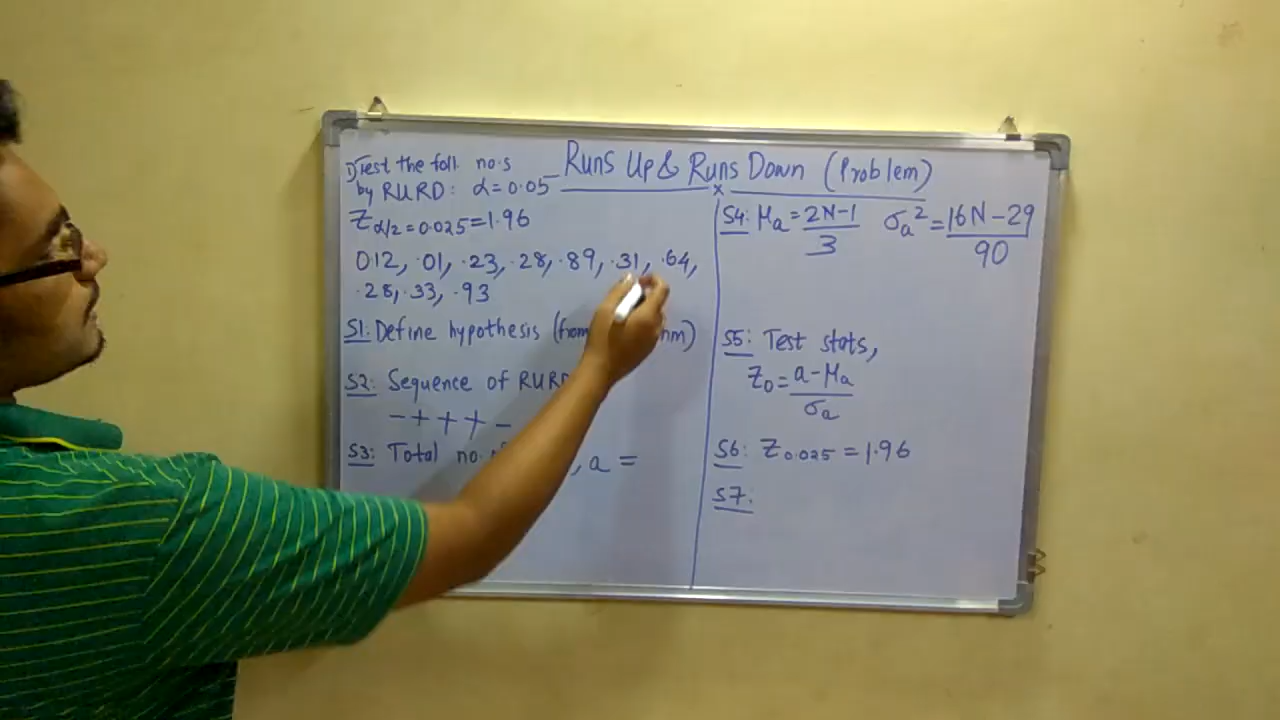 Runs Up & Runs Down (Problem)
1) Test the foll. no.s
by RURD: α=0.05
Z α/2=0.025=1.96
0.12, .01, .23, .28, .89, .31, .64,
.28, .33, .93
S1: Define hypothesis (from
S2: Sequence of RURD
- + + + -
S3: Total no. , a =
S4: μa = 2N-1/3 σa² = 16N-29/90
S5: Test stats,
Z0 = a-μa/σa
S6: Z0.025 = 1.96
S7: